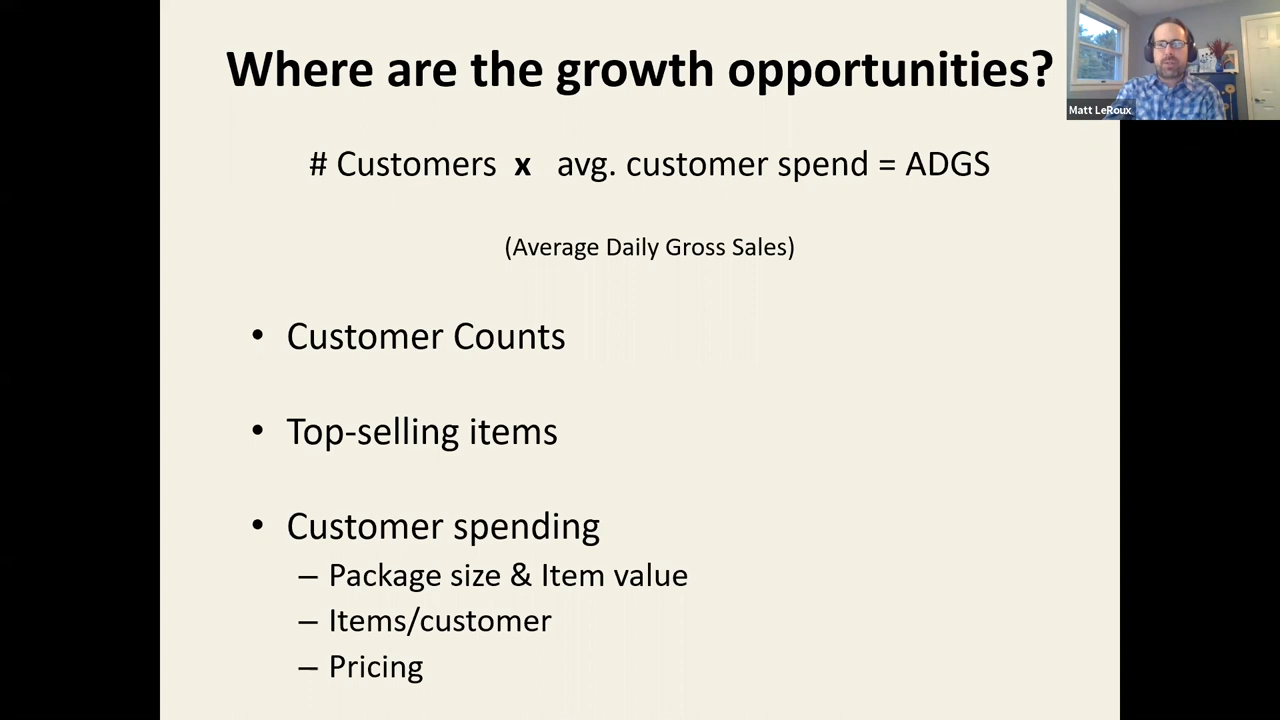 Where are the growth opportunities?
# Customers x avg. customer spend = ADGS
(Average Daily Gross Sales)
• Customer Counts
• Top-selling items
• Customer spending
– Package size & Item value
– Items/customer
– Pricing
Matt LeRoux